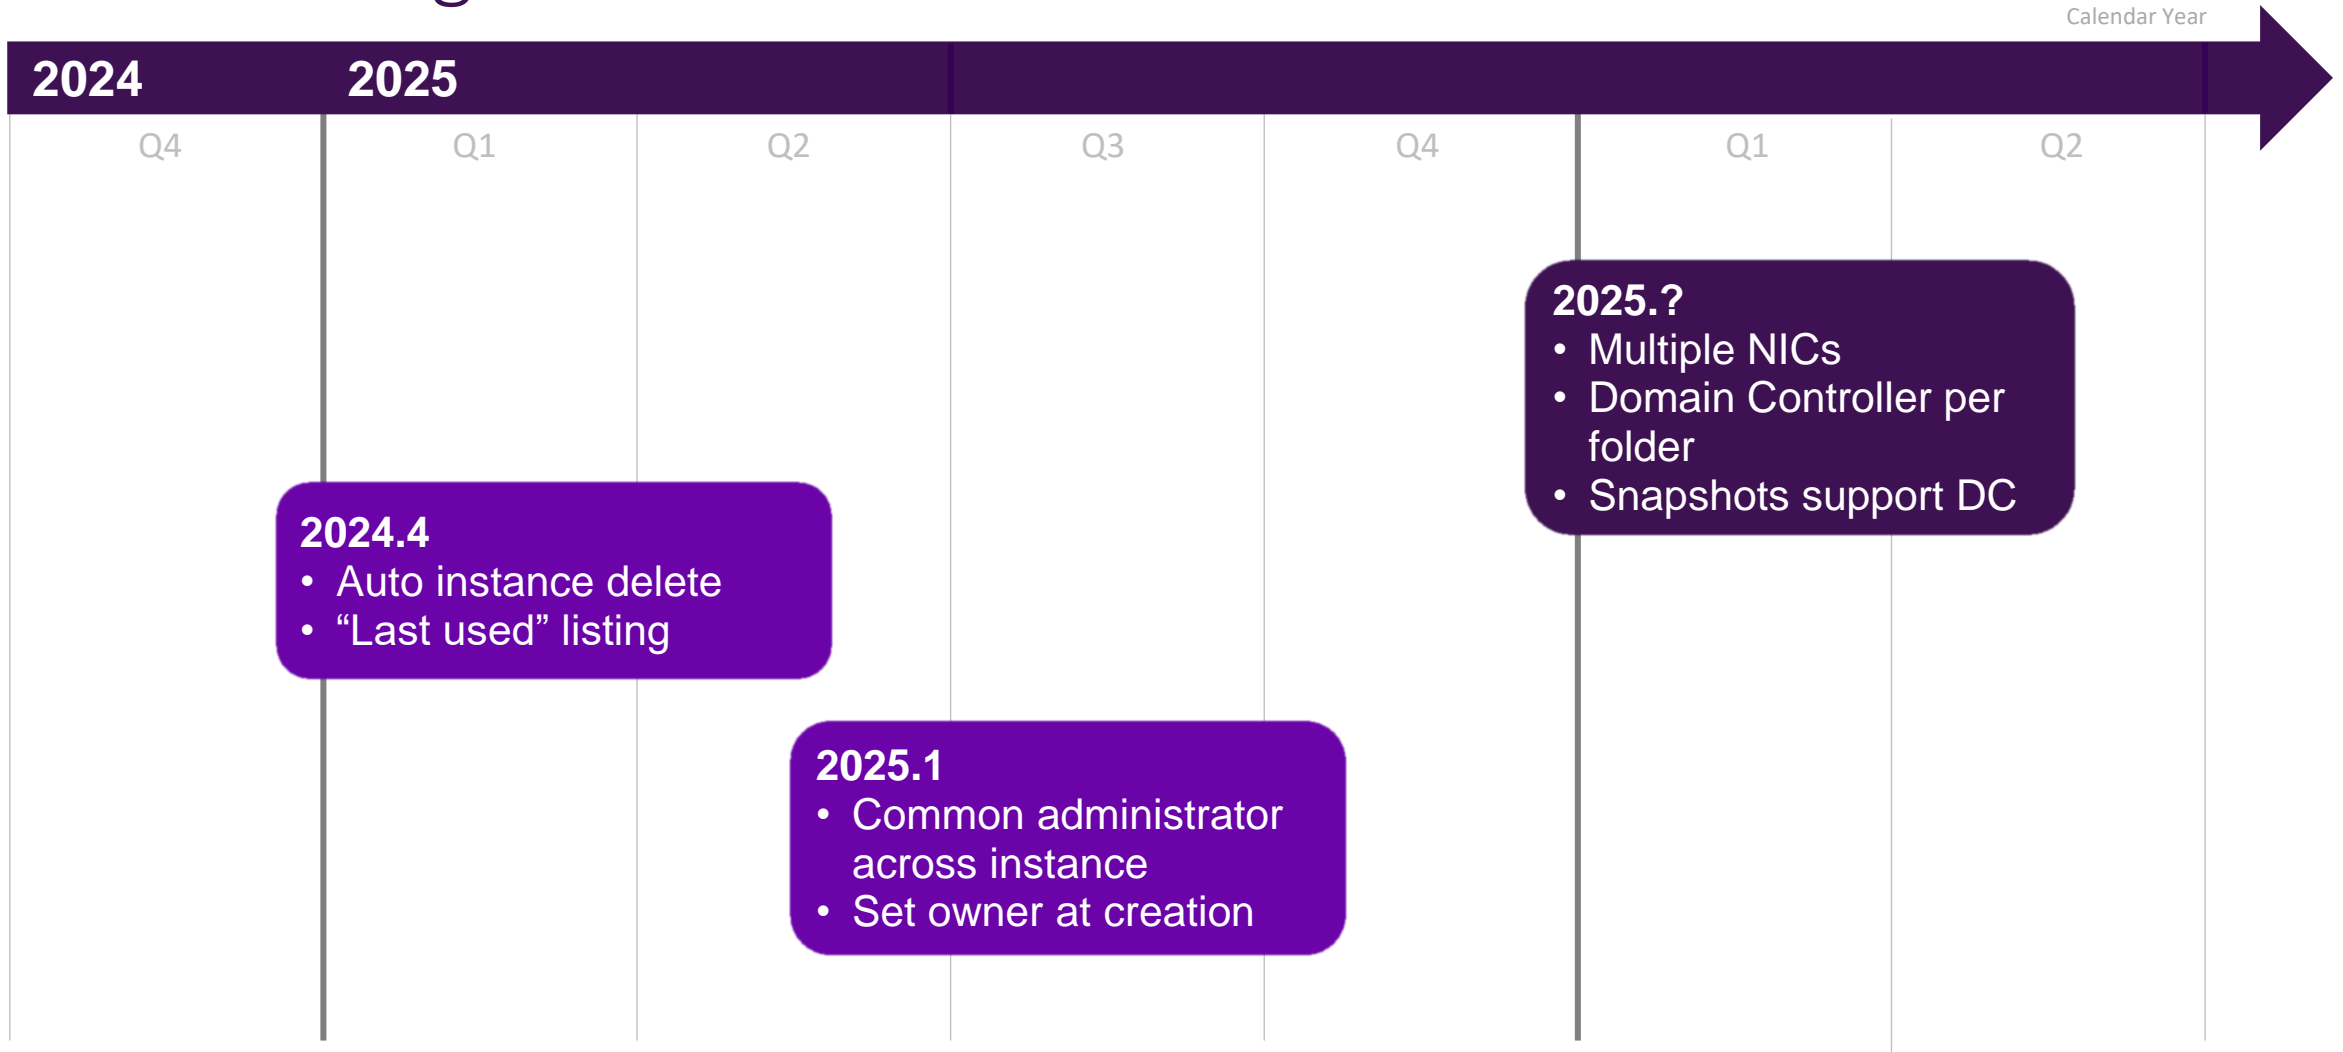 Calendar Year
2024 2025
Q4 Q1 Q2 Q3 Q4 Q1 Q2
2025.?
• Multiple NICs
• Domain Controller per
folder
• Snapshots support DC
2024.4
• Auto instance delete
• “Last used” listing
2025.1
• Common administrator
across instance
• Set owner at creation